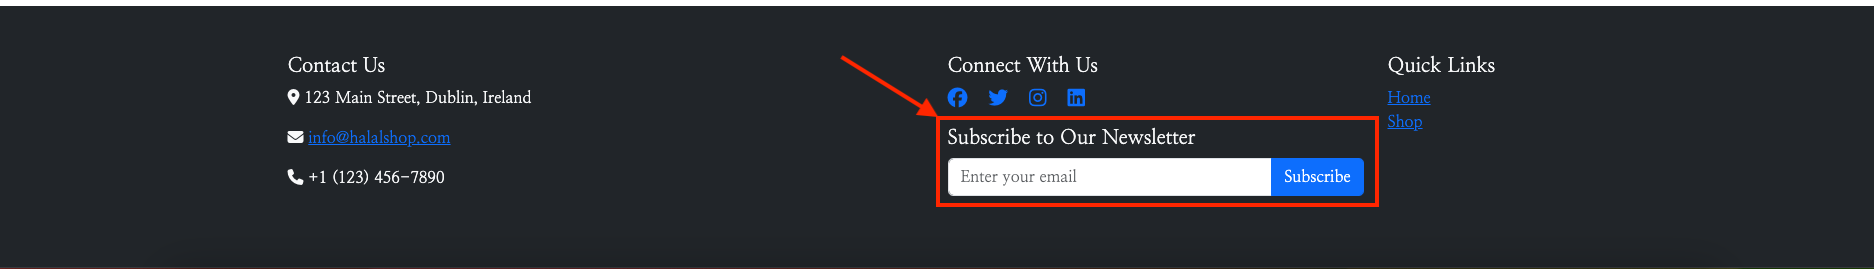 Contact Us
123 Main Street, Dublin, Ireland
info@halalshop.com
+1 (123) 456-7890
Connect With Us
Subscribe to Our Newsletter
Enter your email
Subscribe
Quick Links
Home
Shop